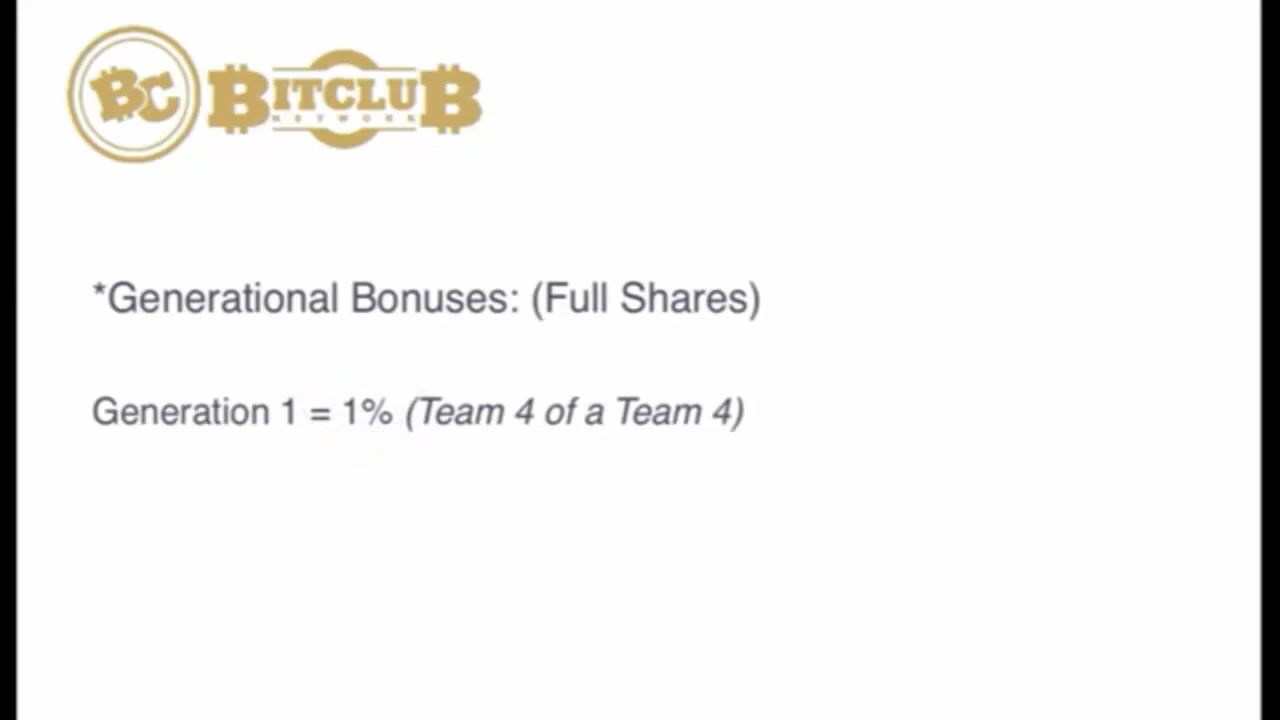 BC BITCLUB
NETWORK
*Generational Bonuses: (Full Shares)
Generation 1 = 1% (Team 4 of a Team 4)